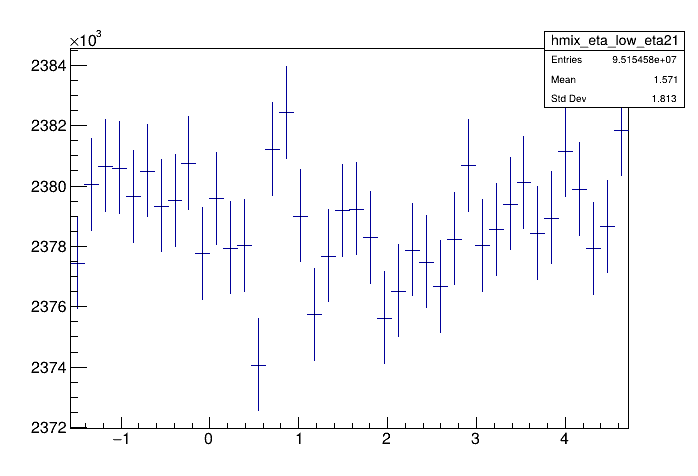 ×10³
hmix_eta_low_eta21
Entries 9.515458e+07
Mean 1.571
Std Dev 1.813
2384
2382
2380
2378
2376
2374
2372
−1 0 1 2 3 4